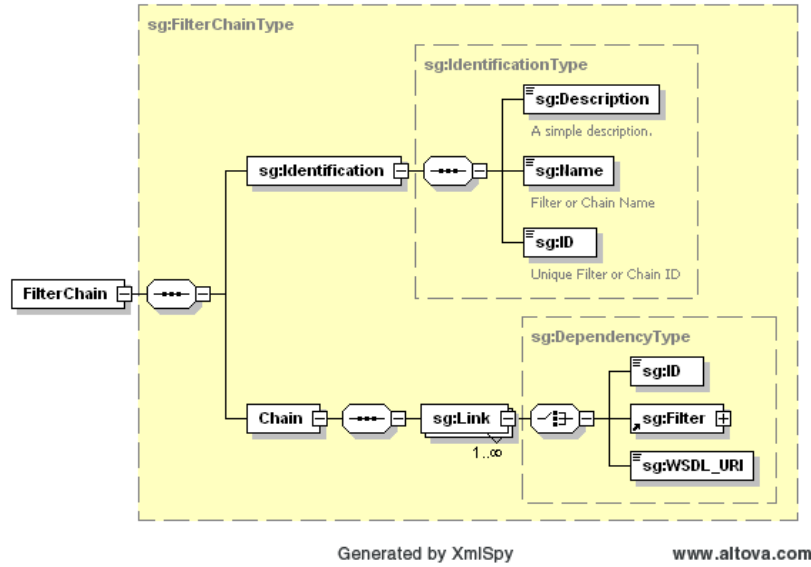 sg:FilterChainType
sg:IdentificationType
sg:Description
A simple description.
sg:Identification
sg:Name
Filter or Chain Name
sg:ID
Unique Filter or Chain ID
FilterChain
sg:DependencyType
sg:ID
Chain
sg:Link
sg:Filter
1..∞
sg:WSDL_URI
Generated by XmlSpy
www.altova.com